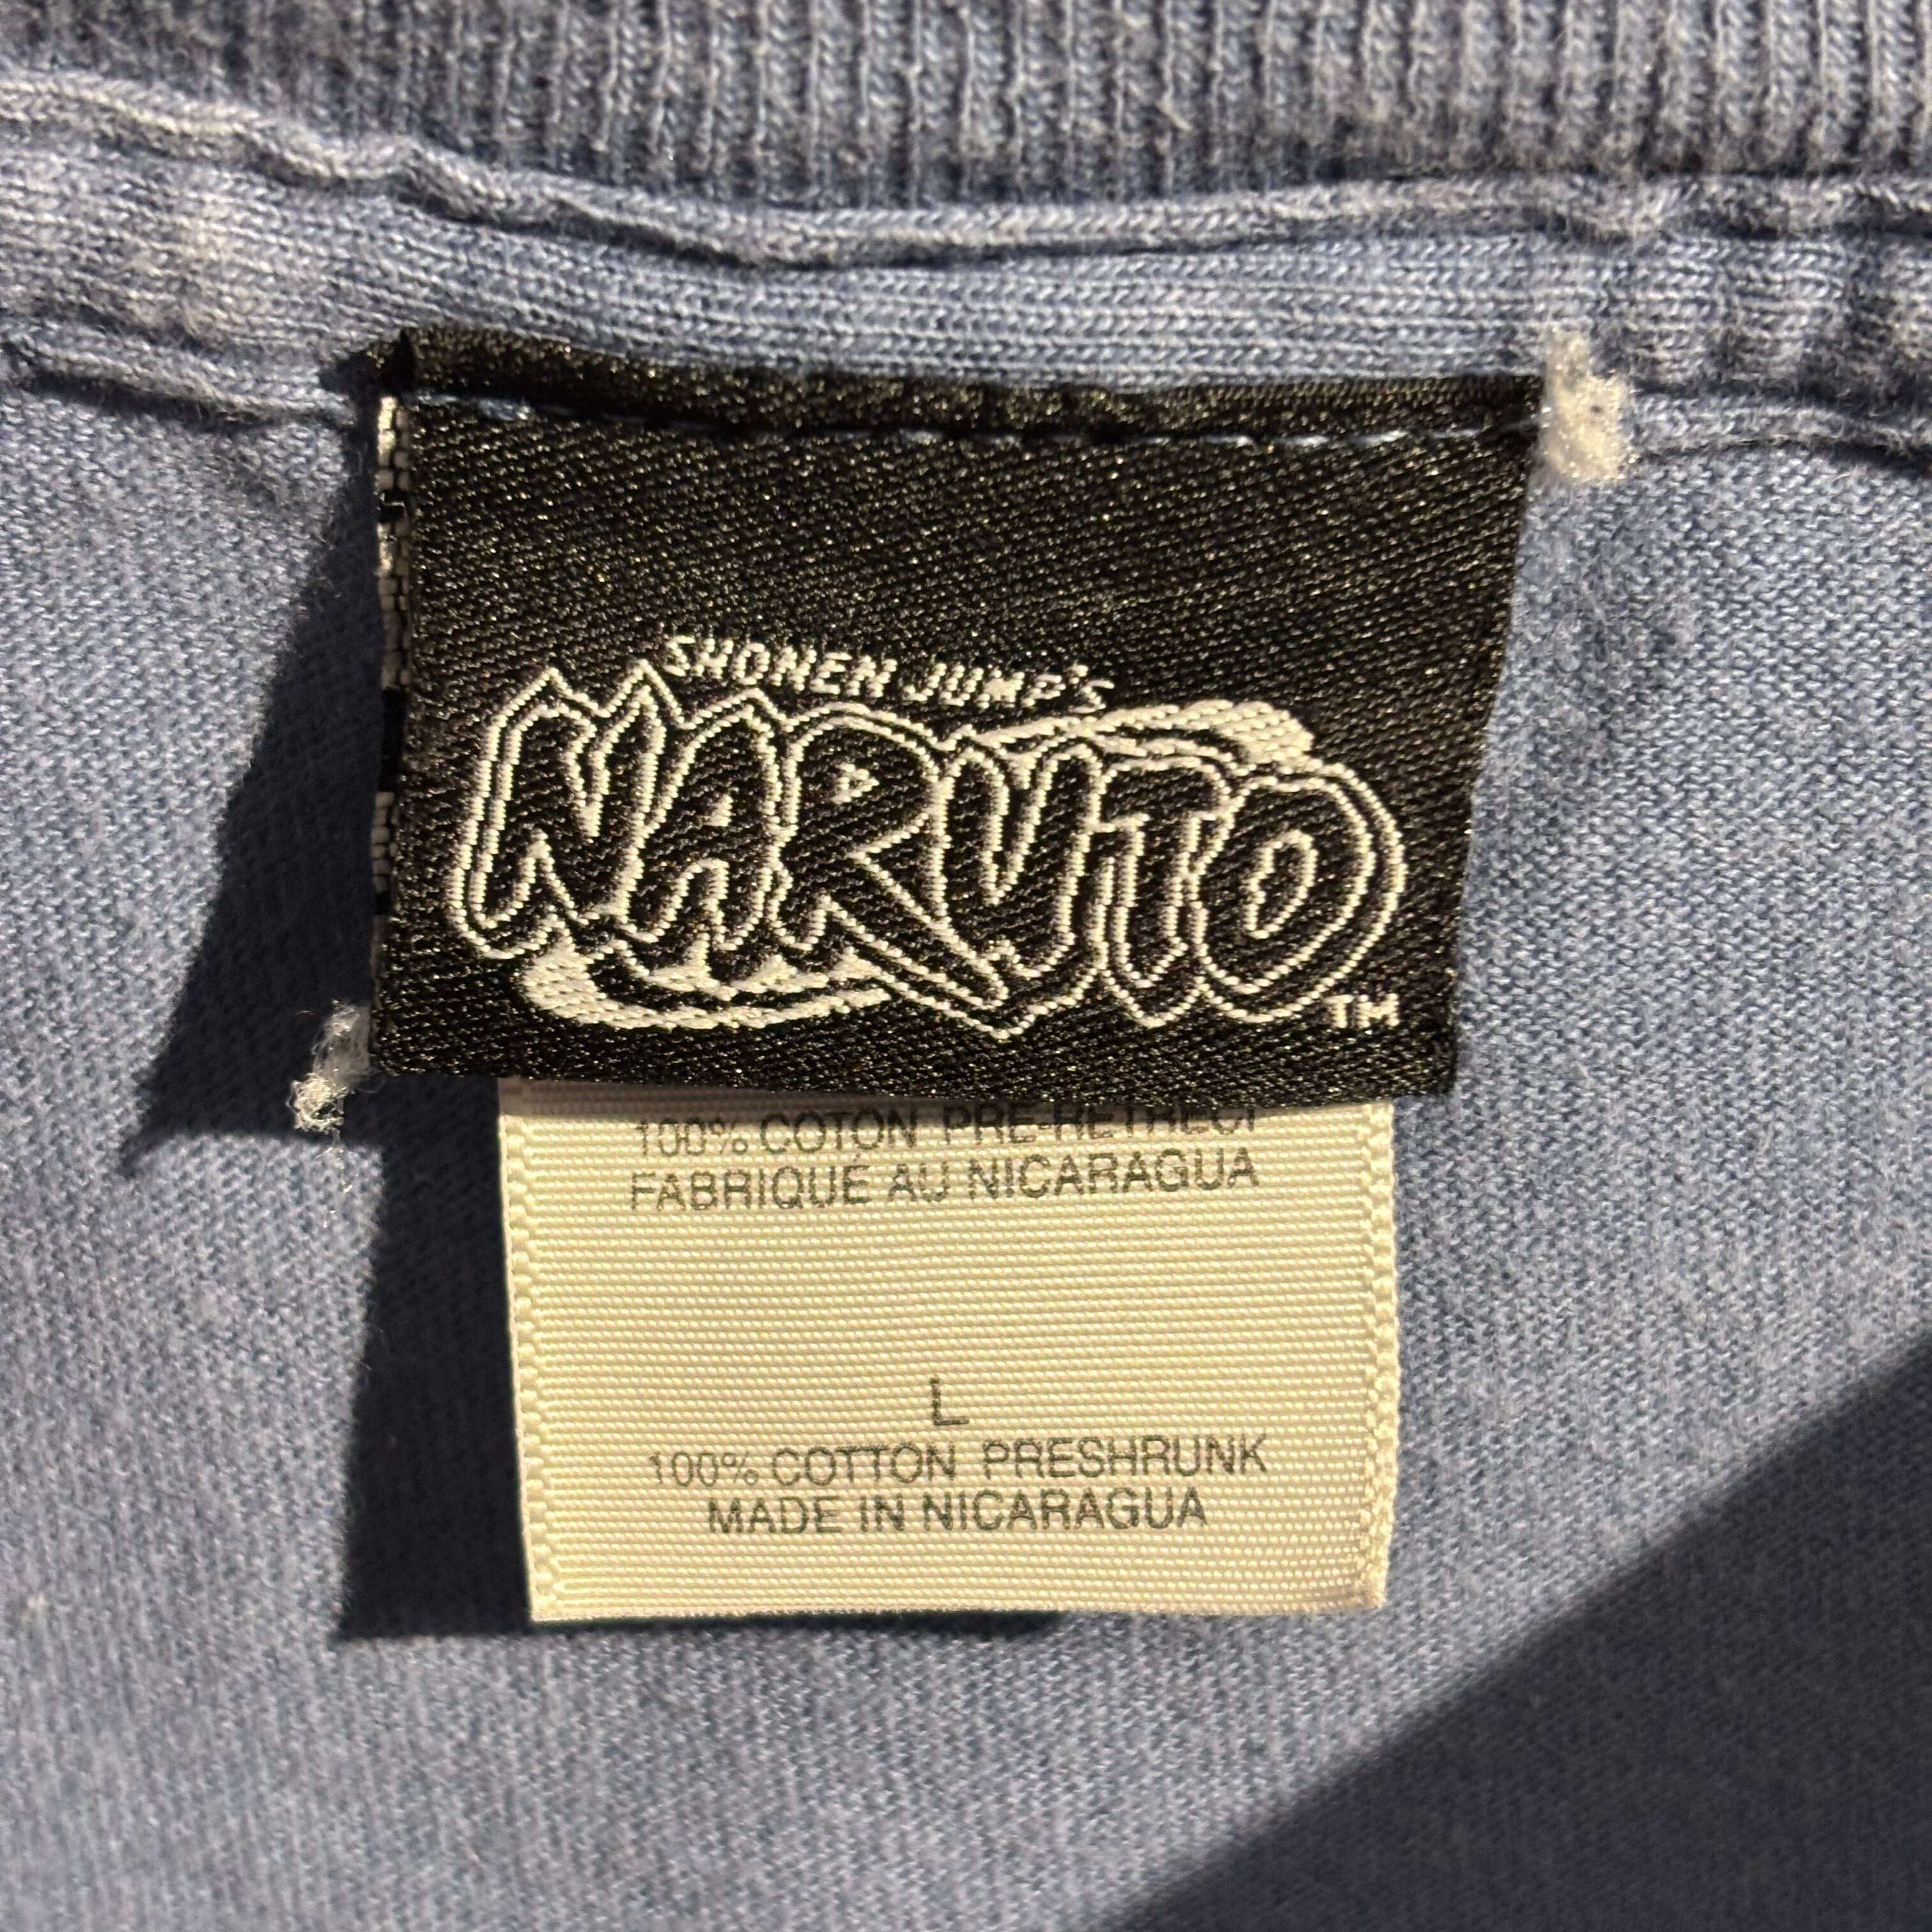 SHONEN JUMP'S
NARUTO
TM
100% COTON PRE-RETRECI
FABRIQUÉ AU NICARAGUA
L
100% COTTON PRESHRUNK
MADE IN NICARAGUA